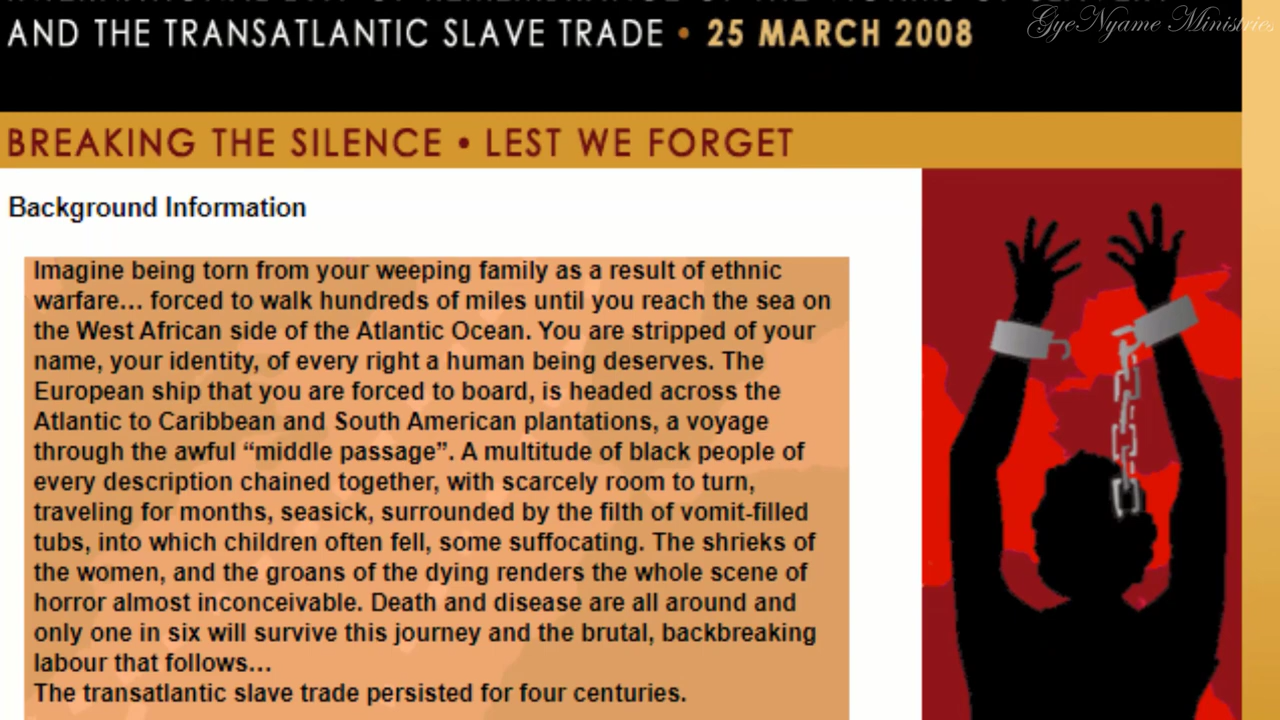 GyeNyame Ministries
AND THE TRANSATLANTIC SLAVE TRADE • 25 MARCH 2008
BREAKING THE SILENCE • LEST WE FORGET
Background Information
Imagine being torn from your weeping family as a result of ethnic
warfare... forced to walk hundreds of miles until you reach the sea on
the West African side of the Atlantic Ocean. You are stripped of your
name, your identity, of every right a human being deserves. The
European ship that you are forced to board, is headed across the
Atlantic to Caribbean and South American plantations, a voyage
through the awful “middle passage”. A multitude of black people of
every description chained together, with scarcely room to turn,
traveling for months, seasick, surrounded by the filth of vomit-filled
tubs, into which children often fell, some suffocating. The shrieks of
the women, and the groans of the dying renders the whole scene of
horror almost inconceivable. Death and disease are all around and
only one in six will survive this journey and the brutal, backbreaking
labour that follows...
The transatlantic slave trade persisted for four centuries.